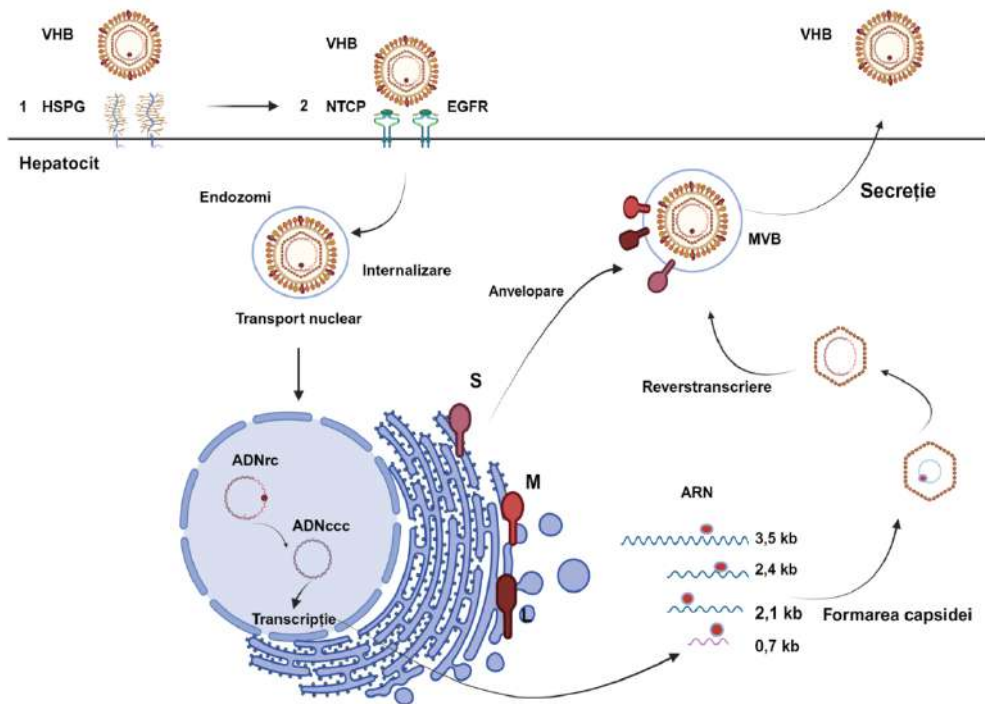 VHB
1 HSPG
VHB
2 NTCP
EGFR
VHB
Hepatocit
Endozomi
Internalizare
Transport nuclear
Secreție
MVB
Anvelopare
Reverstranscriere
S
M
L
ADNrc
ADNccc
Transcripție
ARN
3,5 kb
2,4 kb
2,1 kb
0,7 kb
Formarea capsidei